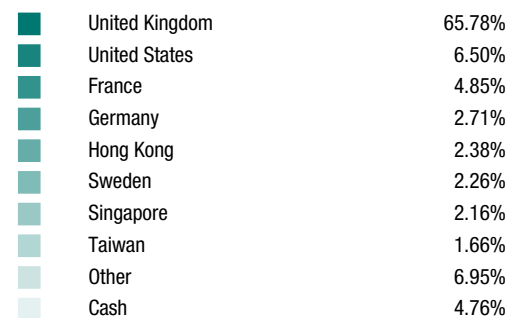 United Kingdom 65.78%
United States 6.50%
France 4.85%
Germany 2.71%
Hong Kong 2.38%
Sweden 2.26%
Singapore 2.16%
Taiwan 1.66%
Other 6.95%
Cash 4.76%